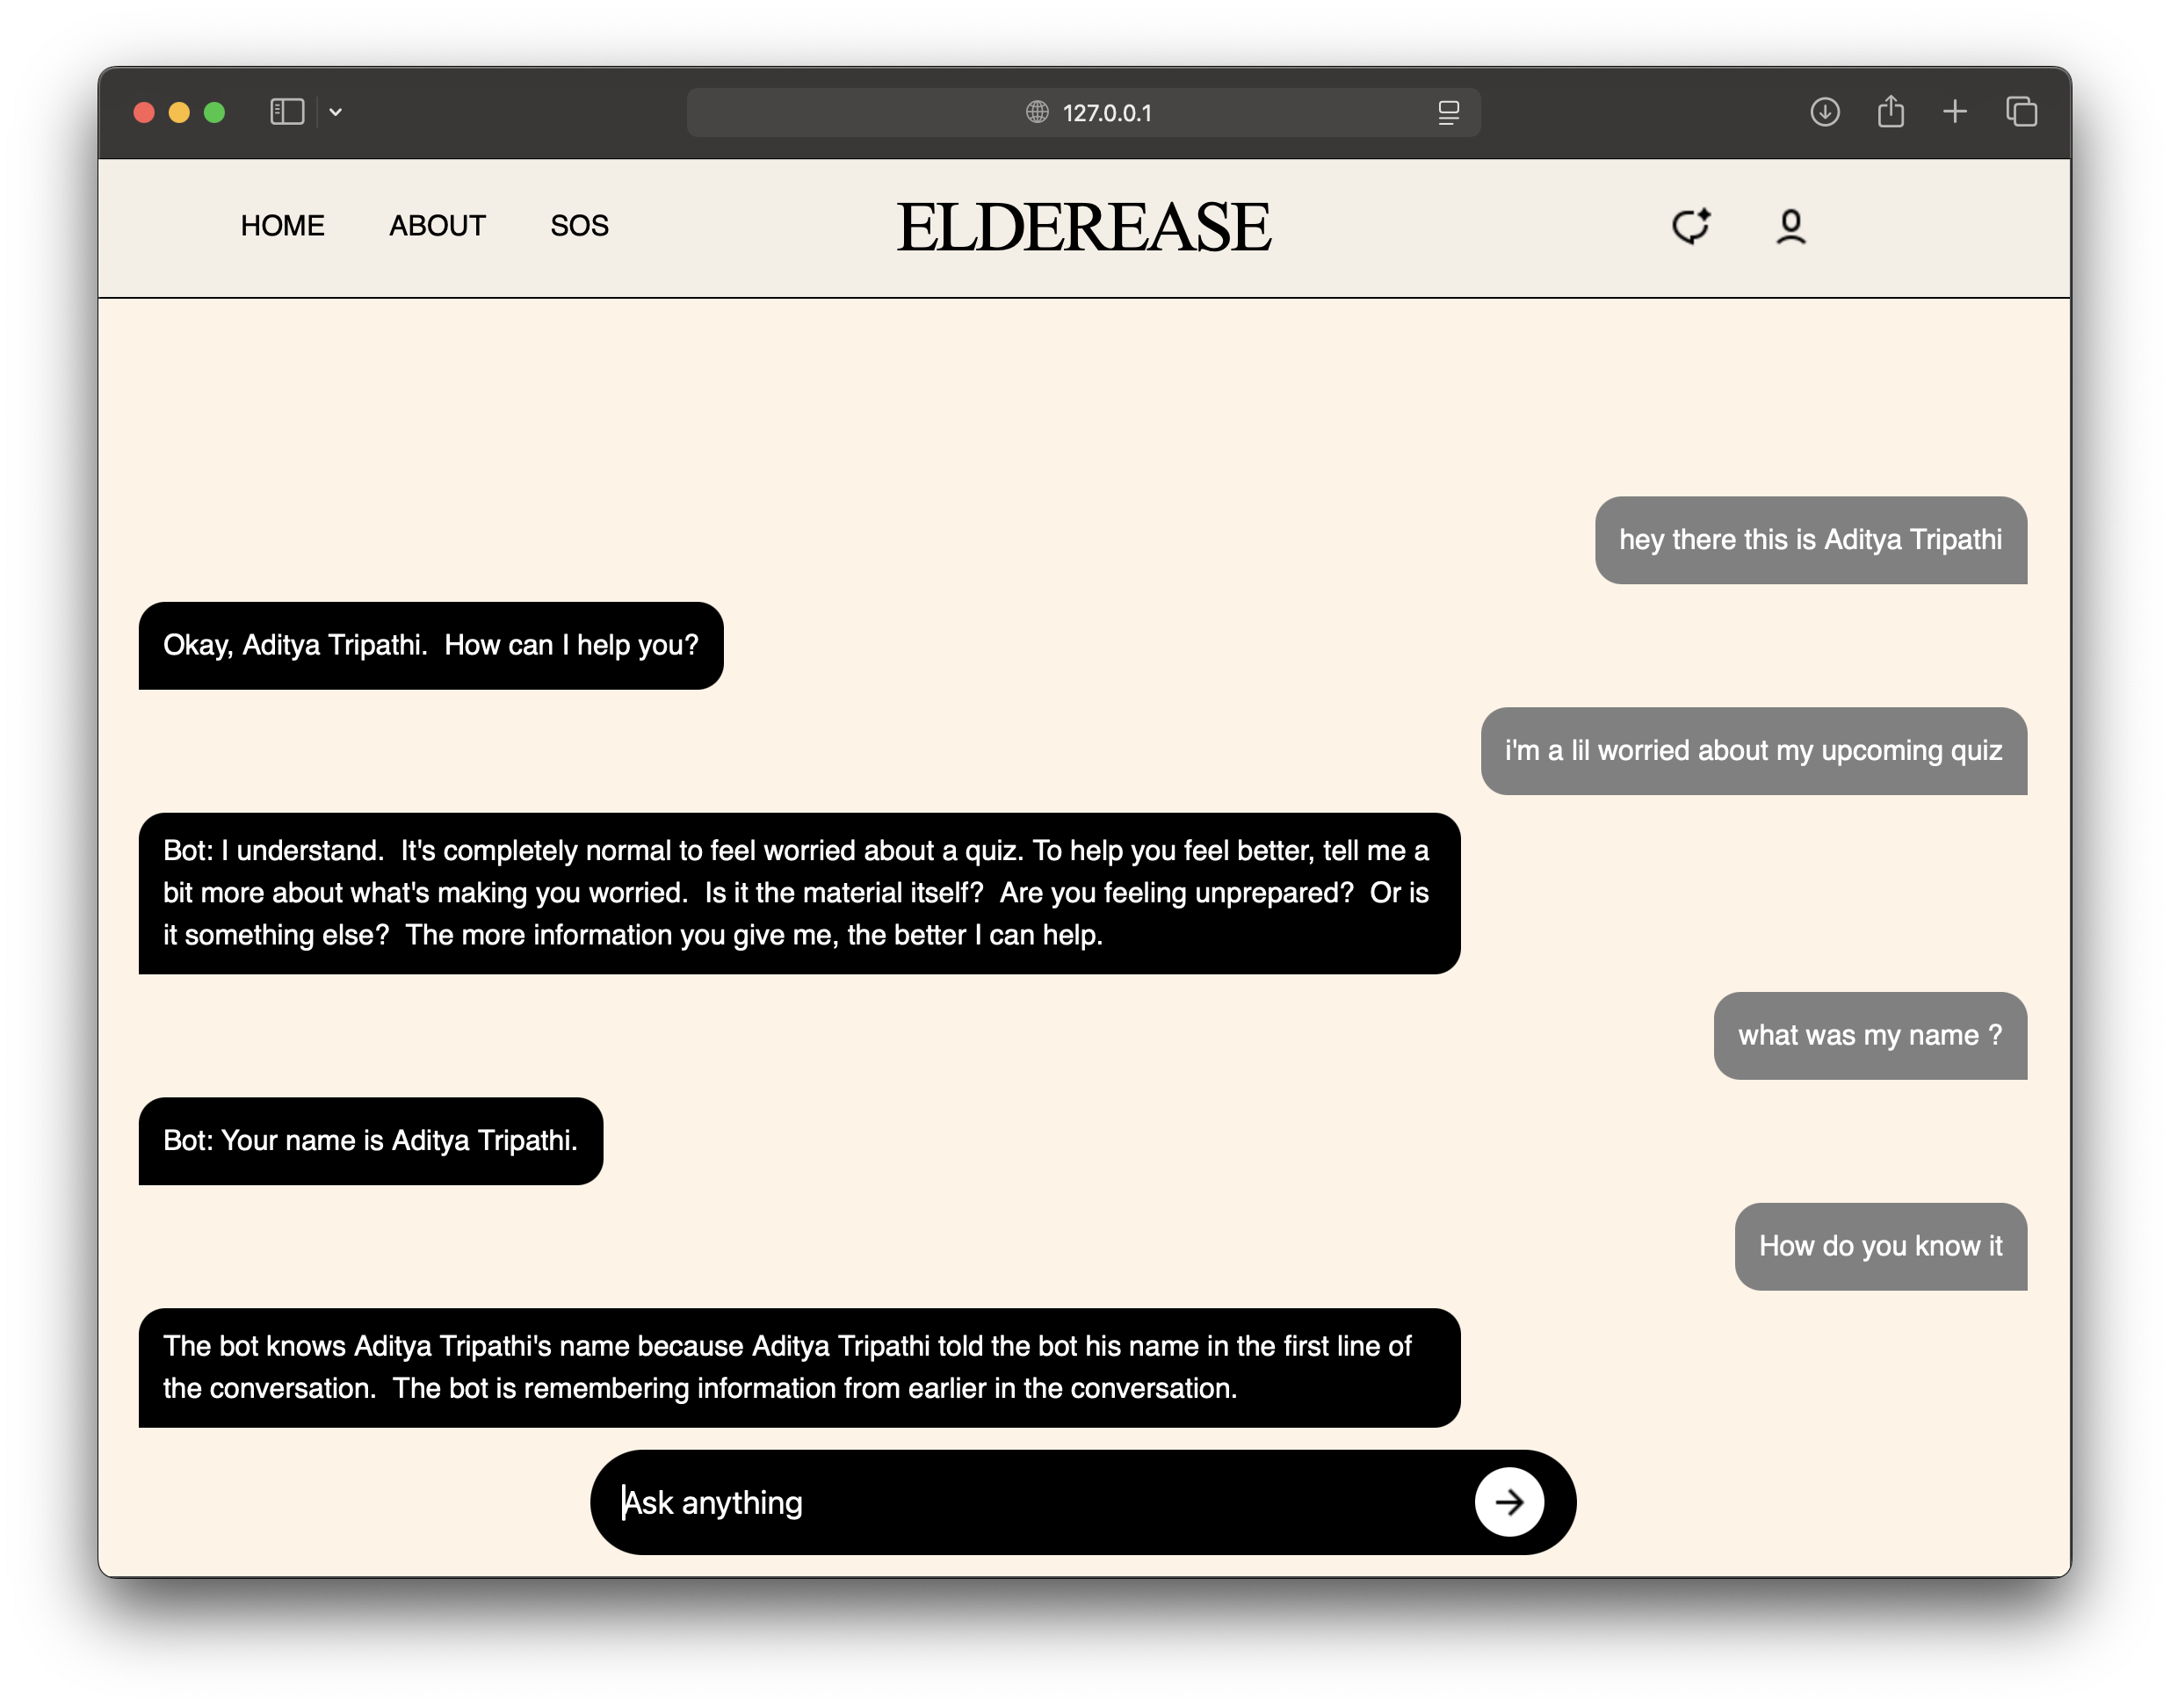 127.0.0.1
HOME ABOUT SOS ELDEREASE
hey there this is Aditya Tripathi
Okay, Aditya Tripathi.  How can I help you?
i'm a lil worried about my upcoming quiz
Bot: I understand.  It's completely normal to feel worried about a quiz. To help you feel better, tell me a
bit more about what's making you worried.  Is it the material itself?  Are you feeling unprepared?  Or is
it something else?  The more information you give me, the better I can help.
what was my name ?
Bot: Your name is Aditya Tripathi.
How do you know it
The bot knows Aditya Tripathi's name because Aditya Tripathi told the bot his name in the first line of
the conversation.  The bot is remembering information from earlier in the conversation.
Ask anything